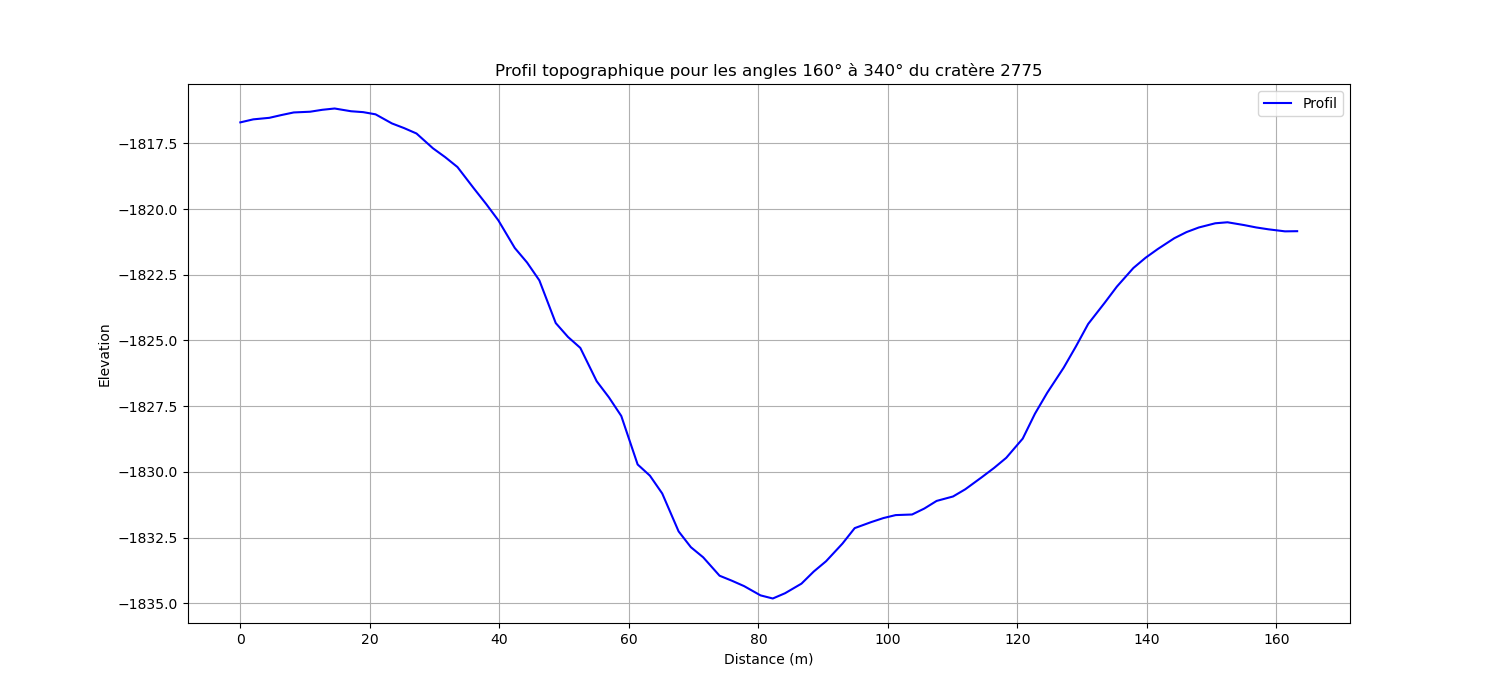 Profil topographique pour les angles 160° à 340° du cratère 2775
Profil
−1817.5
−1820.0
−1822.5
−1825.0
−1827.5
−1830.0
−1832.5
−1835.0
Elevation
0 20 40 60 80 100 120 140 160
Distance (m)